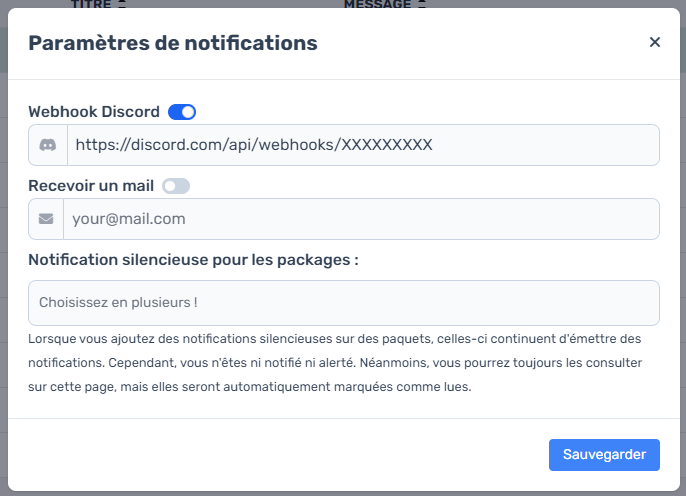 TITRE
MESSAGE
Paramètres de notifications
Webhook Discord
https://discord.com/api/webhooks/XXXXXXXXX
Recevoir un mail
your@mail.com
Notification silencieuse pour les packages :
Choisissez en plusieurs !
Lorsque vous ajoutez des notifications silencieuses sur des paquets, celles-ci continuent d'émettre des
notifications. Cependant, vous n'êtes ni notifié ni alerté. Néanmoins, vous pourrez toujours les consulter
sur cette page, mais elles seront automatiquement marquées comme lues.
Sauvegarder